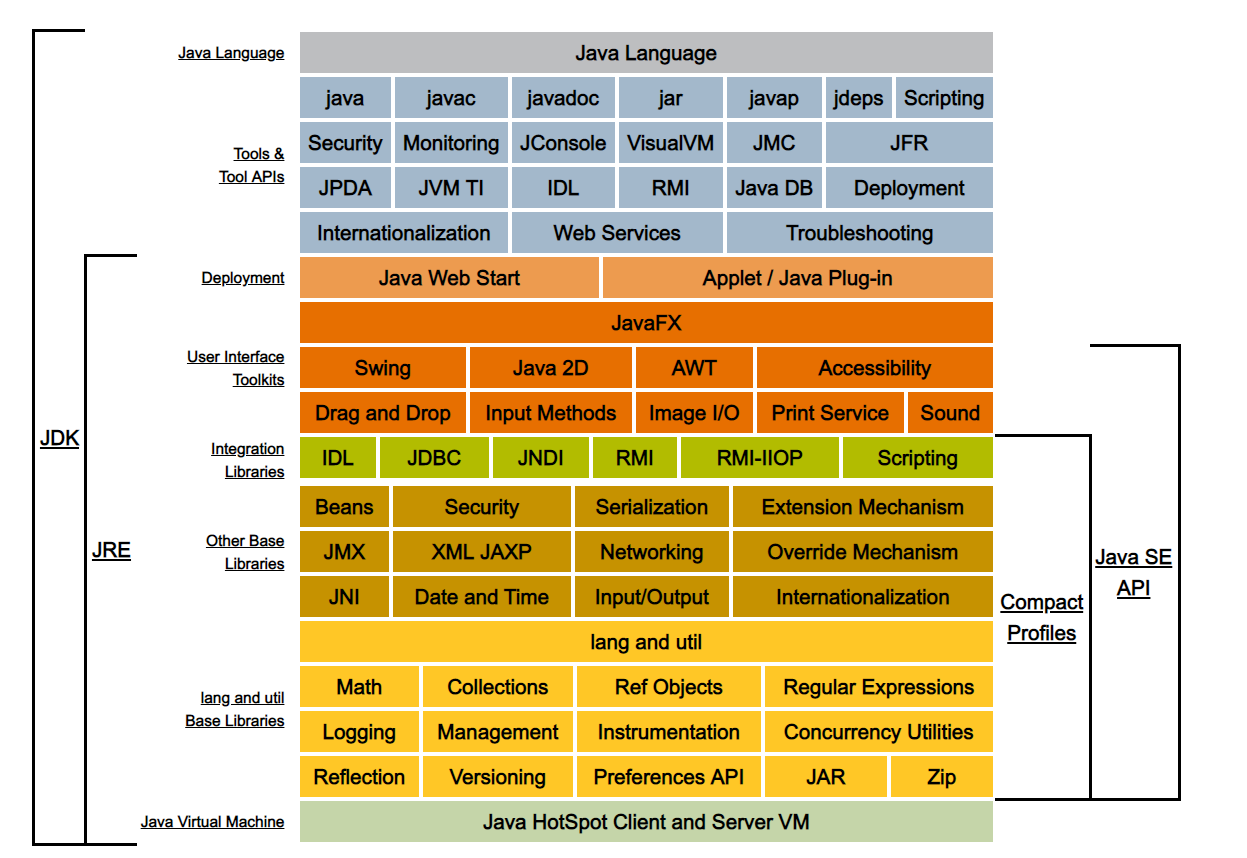 Java Language
Java Language
java javac javadoc jar javap jdeps Scripting
Tools &
Tool APIs
Security Monitoring JConsole VisualVM JMC JFR
JPDA JVM TI IDL RMI Java DB Deployment
Internationalization Web Services Troubleshooting
Deployment
Java Web Start Applet / Java Plug-in
JavaFX
User Interface
Toolkits
Swing Java 2D AWT Accessibility
Drag and Drop Input Methods Image I/O Print Service Sound
JDK
Integration
Libraries
IDL JDBC JNDI RMI RMI-IIOP Scripting
Beans Security Serialization Extension Mechanism
JRE
Other Base
Libraries
JMX XML JAXP Networking Override Mechanism
Java SE
API
JNI Date and Time Input/Output Internationalization
Compact
Profiles
lang and util
lang and util
Base Libraries
Math Collections Ref Objects Regular Expressions
Logging Management Instrumentation Concurrency Utilities
Reflection Versioning Preferences API JAR Zip
Java Virtual Machine
Java HotSpot Client and Server VM